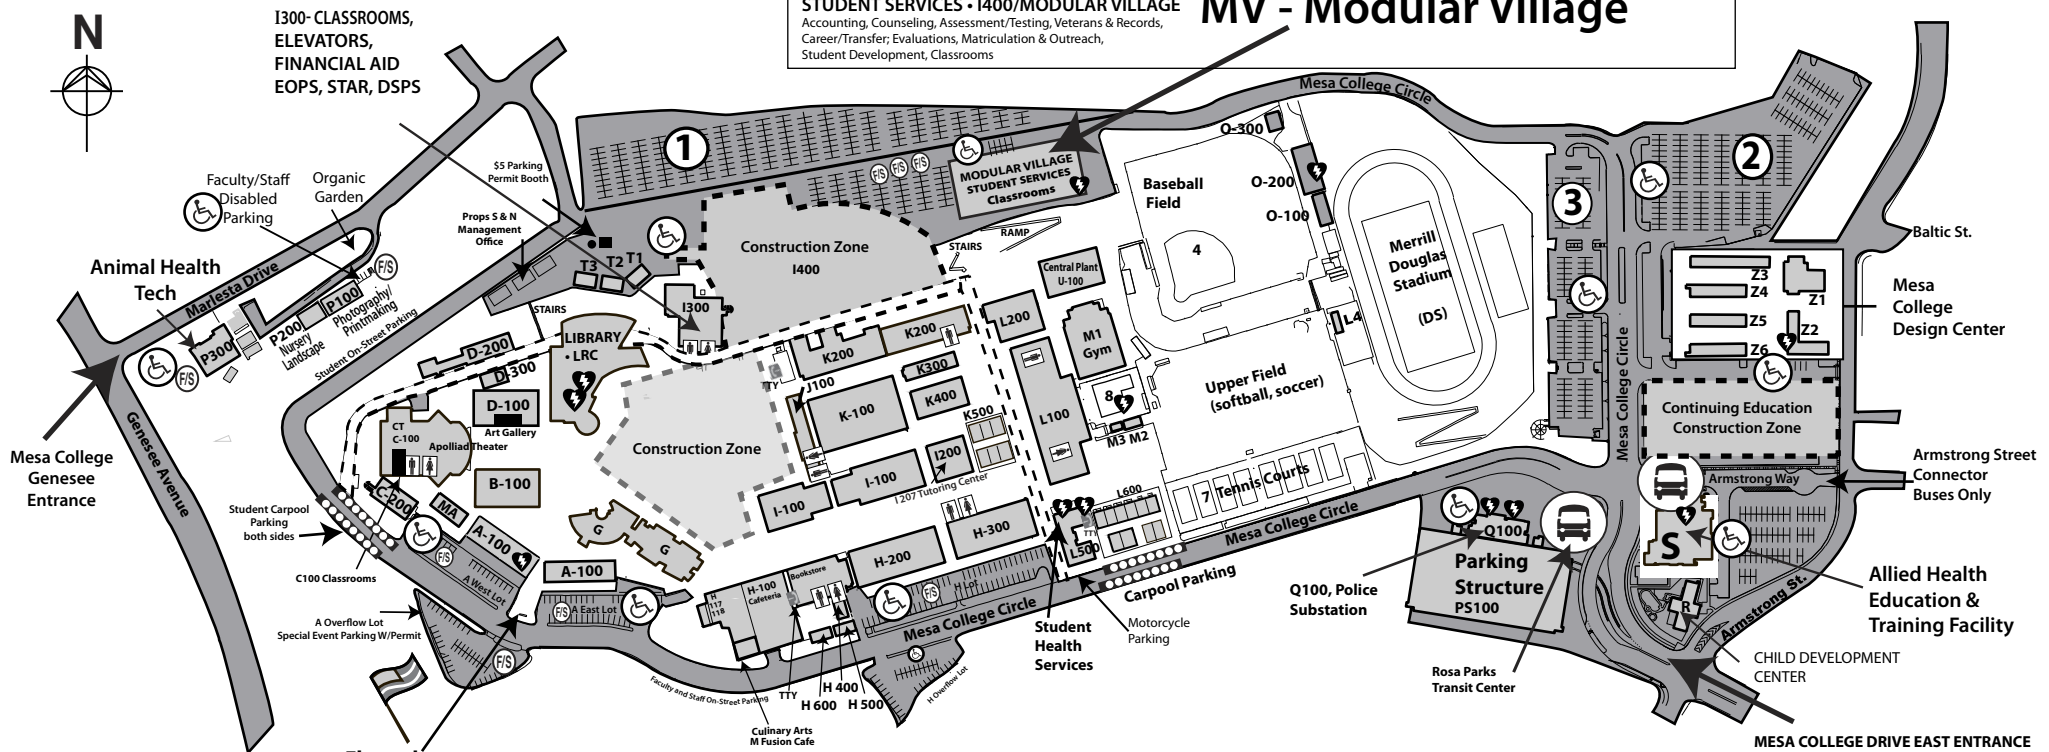 STUDENT SERVICES • I400/MODULAR VILLAGE
Accounting, Counseling, Assessment/Testing, Veterans & Records,
Career/Transfer; Evaluations, Matriculation & Outreach,
Student Development, Classrooms
MV - Modular Village
N
I300- CLASSROOMS,
ELEVATORS,
FINANCIAL AID
EOPS, STAR, DSPS
$5 Parking
Permit Booth
Faculty/Staff
Disabled
Parking
Organic
Garden
Props S & N
Management
Office
1
F/S
F/S
F/S
MODULAR VILLAGE
STUDENT SERVICES
Classrooms
Mesa College Circle
O-300
O-200
O-100
Baseball
Field
4
Merrill
Douglas
Stadium
(DS)
3
2
Baltic St.
Z3
Z4
Z5
Z6
Z1
Z2
Mesa
College
Design Center
Animal Health
Tech
Marlesta Drive
F/S
P300
P200
Nursery
Landscape
P100
Photography/
Printmaking
Student On-Street Parking
F/S
STAIRS
T3
T2
T1
I300
Construction Zone
I400
STAIRS
RAMP
Central Plant
U-100
L200
M1
Gym
L4
LIBRARY
• LRC
D-200
D-300
D-100
Art Gallery
CT
C-100
Apolliad Theater
B-100
C-200
MA
A-100
Construction Zone
TTY
J100
K200
K200
K300
K400
K-100
K500
I200
I-100
I-100
I 207 Tutoring Center
L100
8
M3
M2
Upper Field
(softball, soccer)
7 Tennis Courts
L600
TTY
L500
Mesa College Circle
Continuing Education
Construction Zone
Armstrong Way
Armstrong Street
Connector
Buses Only
Mesa College
Genesee
Entrance
Genesee Avenue
Student Carpool
Parking
both sides
C100 Classrooms
F/S
A West Lot
A-100
G
G
F/S
A East Lot
A Overflow Lot
Special Event Parking W/Permit
F/S
H
117
118
H-100
Cafeteria
Bookstore
H-200
H-300
F/S
H Lot
Mesa College Circle
Mesa College Circle
Carpool Parking
Motorcycle
Parking
Student
Health
Services
H Overflow Lot
Faculty and Staff On-Street Parking
TTY
H 400
H 600
H 500
Culinary Arts
M Fusion Cafe
Q100
Q100, Police
Substation
Parking
Structure
PS100
Rosa Parks
Transit Center
S
R
Armstrong St.
Allied Health
Education &
Training Facility
CHILD DEVELOPMENT
CENTER
MESA COLLEGE DRIVE EAST ENTRANCE